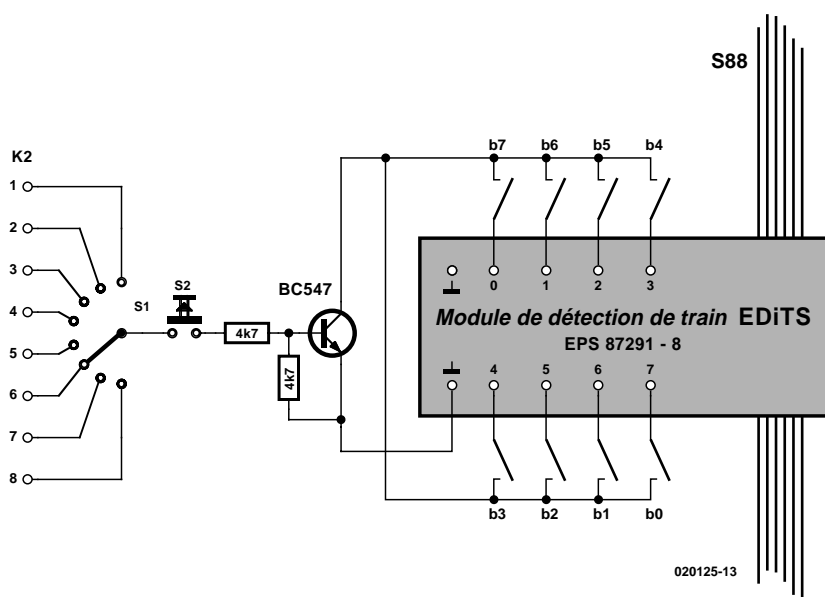 S88
b7 b6 b5 b4
K2
1
2
3
4
5
6
7
8
S1
S2
4k7
4k7
BC547
0 1 2 3
Module de détection de train EDiTS
EPS 87291 - 8
4 5 6 7
b3 b2 b1 b0
020125-13